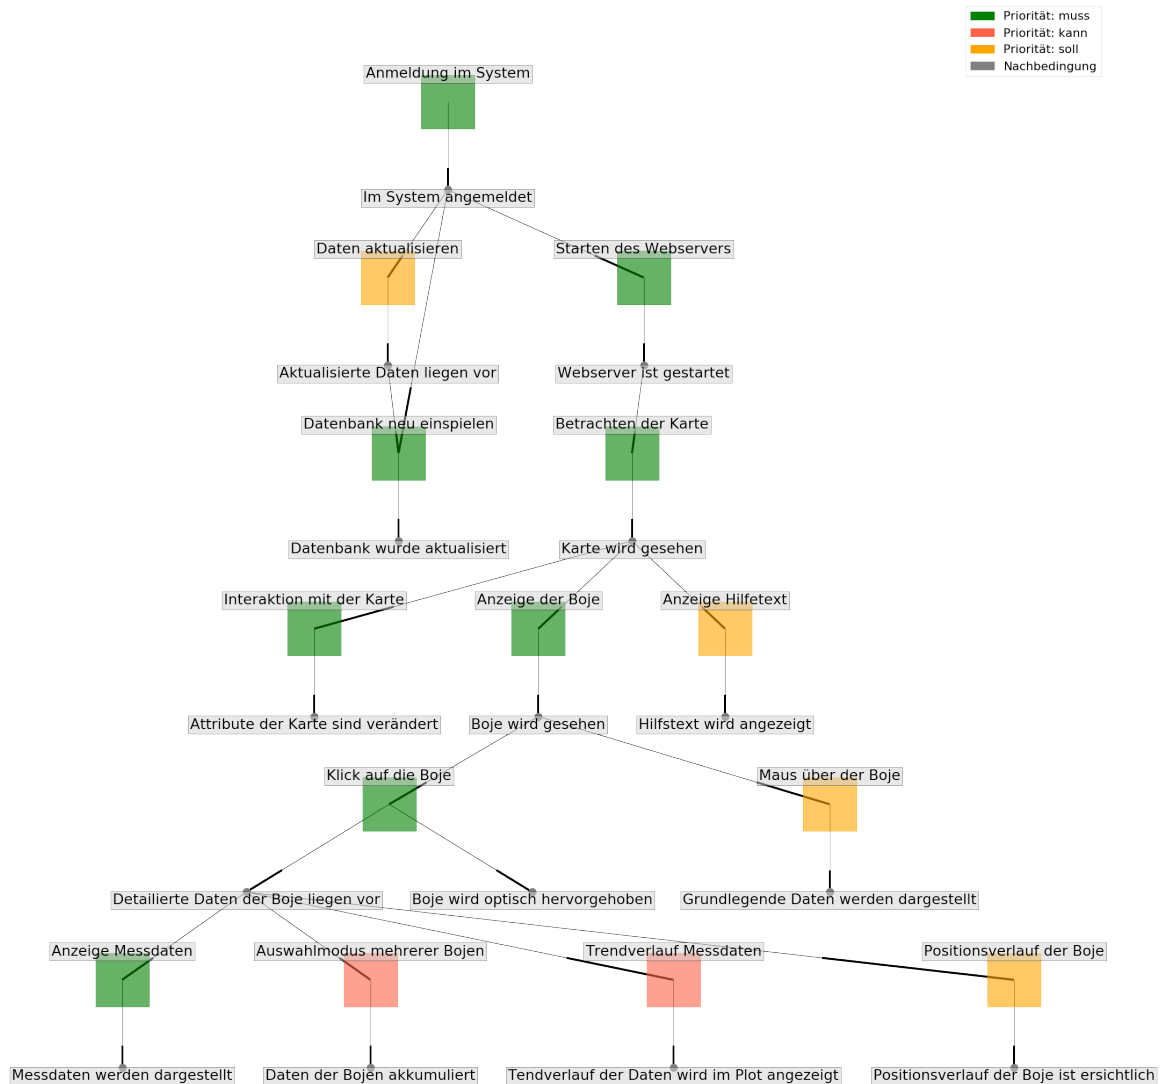 Priorität: muss
Priorität: kann
Priorität: soll
Nachbedingung
Anmeldung im System
Im System angemeldet
Daten aktualisieren
Starten des Webservers
Aktualisierte Daten liegen vor
Webserver ist gestartet
Datenbank neu einspielen
Betrachten der Karte
Datenbank wurde aktualisiert
Karte wird gesehen
Interaktion mit der Karte
Anzeige der Boje
Anzeige Hilfetext
Attribute der Karte sind verändert
Boje wird gesehen
Hilfstext wird angezeigt
Klick auf die Boje
Maus über der Boje
Detailierte Daten der Boje liegen vor
Boje wird optisch hervorgehoben
Grundlegende Daten werden dargestellt
Anzeige Messdaten
Auswahlmodus mehrerer Bojen
Trendverlauf Messdaten
Positionsverlauf der Boje
Messdaten werden dargestellt
Daten der Bojen akkumuliert
Tendverlauf der Daten wird im Plot angezeigt
Positionsverlauf der Boje ist ersichtlich